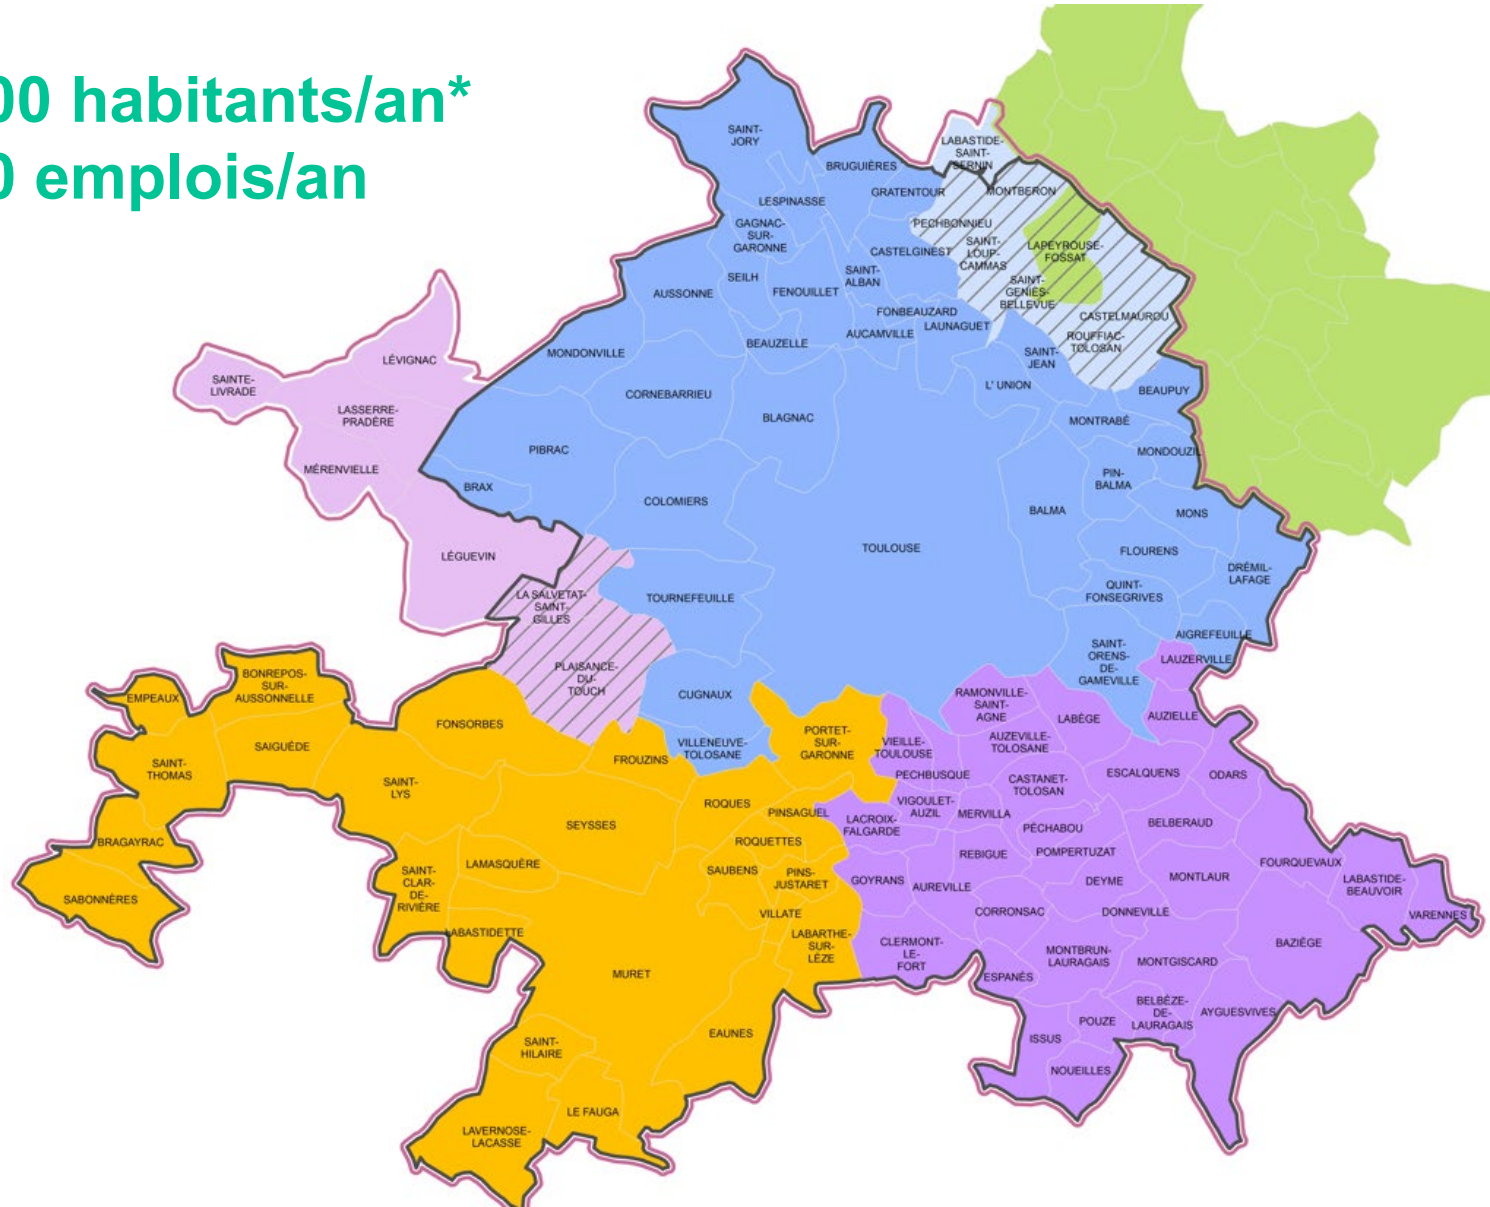 00 habitants/an*
0 emplois/an
SAINT-
JORY
BRUGUIÈRES
LABASTIDE-
SAINT-
SERNIN
LESPINASSE
GRATENTOUR
MONTBERON
GAGNAC-
SUR-
GARONNE
PECHBONNIEU
CASTELGINEST
SAINT-
LOUP-
CAMMAS
LAPEYROUSE-
FOSSAT
SEILH
SAINT-
ALBAN
AUSSONNE
FENOUILLET
SAINT-
GENIES-
BELLEVUE
FONBEAUZARD
CASTELMAUROU
LAUNAGUET
AUCAMVILLE
BEAUZELLE
ROUFFIAC-
TOLOSAN
MONDONVILLE
SAINT-
JEAN
LÉVIGNAC
SAINTE-
LIVRADE
L' UNION
BEAUPUY
CORNEBARRIEU
LASSERRE-
PRADÈRE
BLAGNAC
MONTRABÉ
PIBRAC
MONDOUZIL
MÉRENVIELLE
PIN-
BALMA
BRAX
COLOMIERS
BALMA
MONS
TOULOUSE
FLOURENS
LÉGUEVIN
DRÉMIL-
LAFAGE
QUINT-
FONSEGRIVES
LA SALVETAT-
SAINT-
GILLES
TOURNEFEUILLE
AIGREFEUILLE
SAINT-
ORENS-
DE-
GAMEVILLE
LAUZERVILLE
PLAISANCE-
DU-
TOUCH
BONREPOS-
SUR-
AUSSONNELLE
EMPEAUX
CUGNAUX
RAMONVILLE-
SAINT-
AGNE
LABÈGE
AUZIELLE
FONSORBES
SAIGUÈDE
PORTET-
SUR-
GARONNE
VIEILLE-
TOULOUSE
AUZEVILLE-
TOLOSANE
VILLENEUVE-
TOLOSANE
FROUZINS
SAINT-
THOMAS
PECHBUSQUE
ESCALQUENS
ODARS
SAINT-
LYS
CASTANET-
TOLOSAN
ROQUES
PINSAGUEL
VIGOULET-
AUZIL
MERVILLA
LACROIX-
FALGARDE
SEYSSES
PÉCHABOU
BELBERAUD
BRAGAYRAC
ROQUETTES
REBIGUE
POMPERTUZAT
FOURQUEVAUX
LAMASQUÈRE
SAUBENS
PINS-
JUSTARET
SAINT-
CLAR-
DE-
RIVIÈRE
GOYRANS
AUREVILLE
DEYME
MONTLAUR
LABASTIDE-
BEAUVOIR
SABONNÈRES
VILLATE
CORRONSAC
DONNEVILLE
VARENNES
LABASTIDETTE
LABARTHE-
SUR-
LÈZE
CLERMONT-
LE-
FORT
BAZIÈGE
MONTBRUN-
LAURAGAIS
MONTGISCARD
MURET
ESPANÈS
BELBÈZE-
DE-
LAURAGAIS
AYGUESVIVES
POUZE
EAUNES
ISSUS
SAINT-
HILAIRE
NOUEILLES
LE FAUGA
LAVERNOSE-
LACASSE